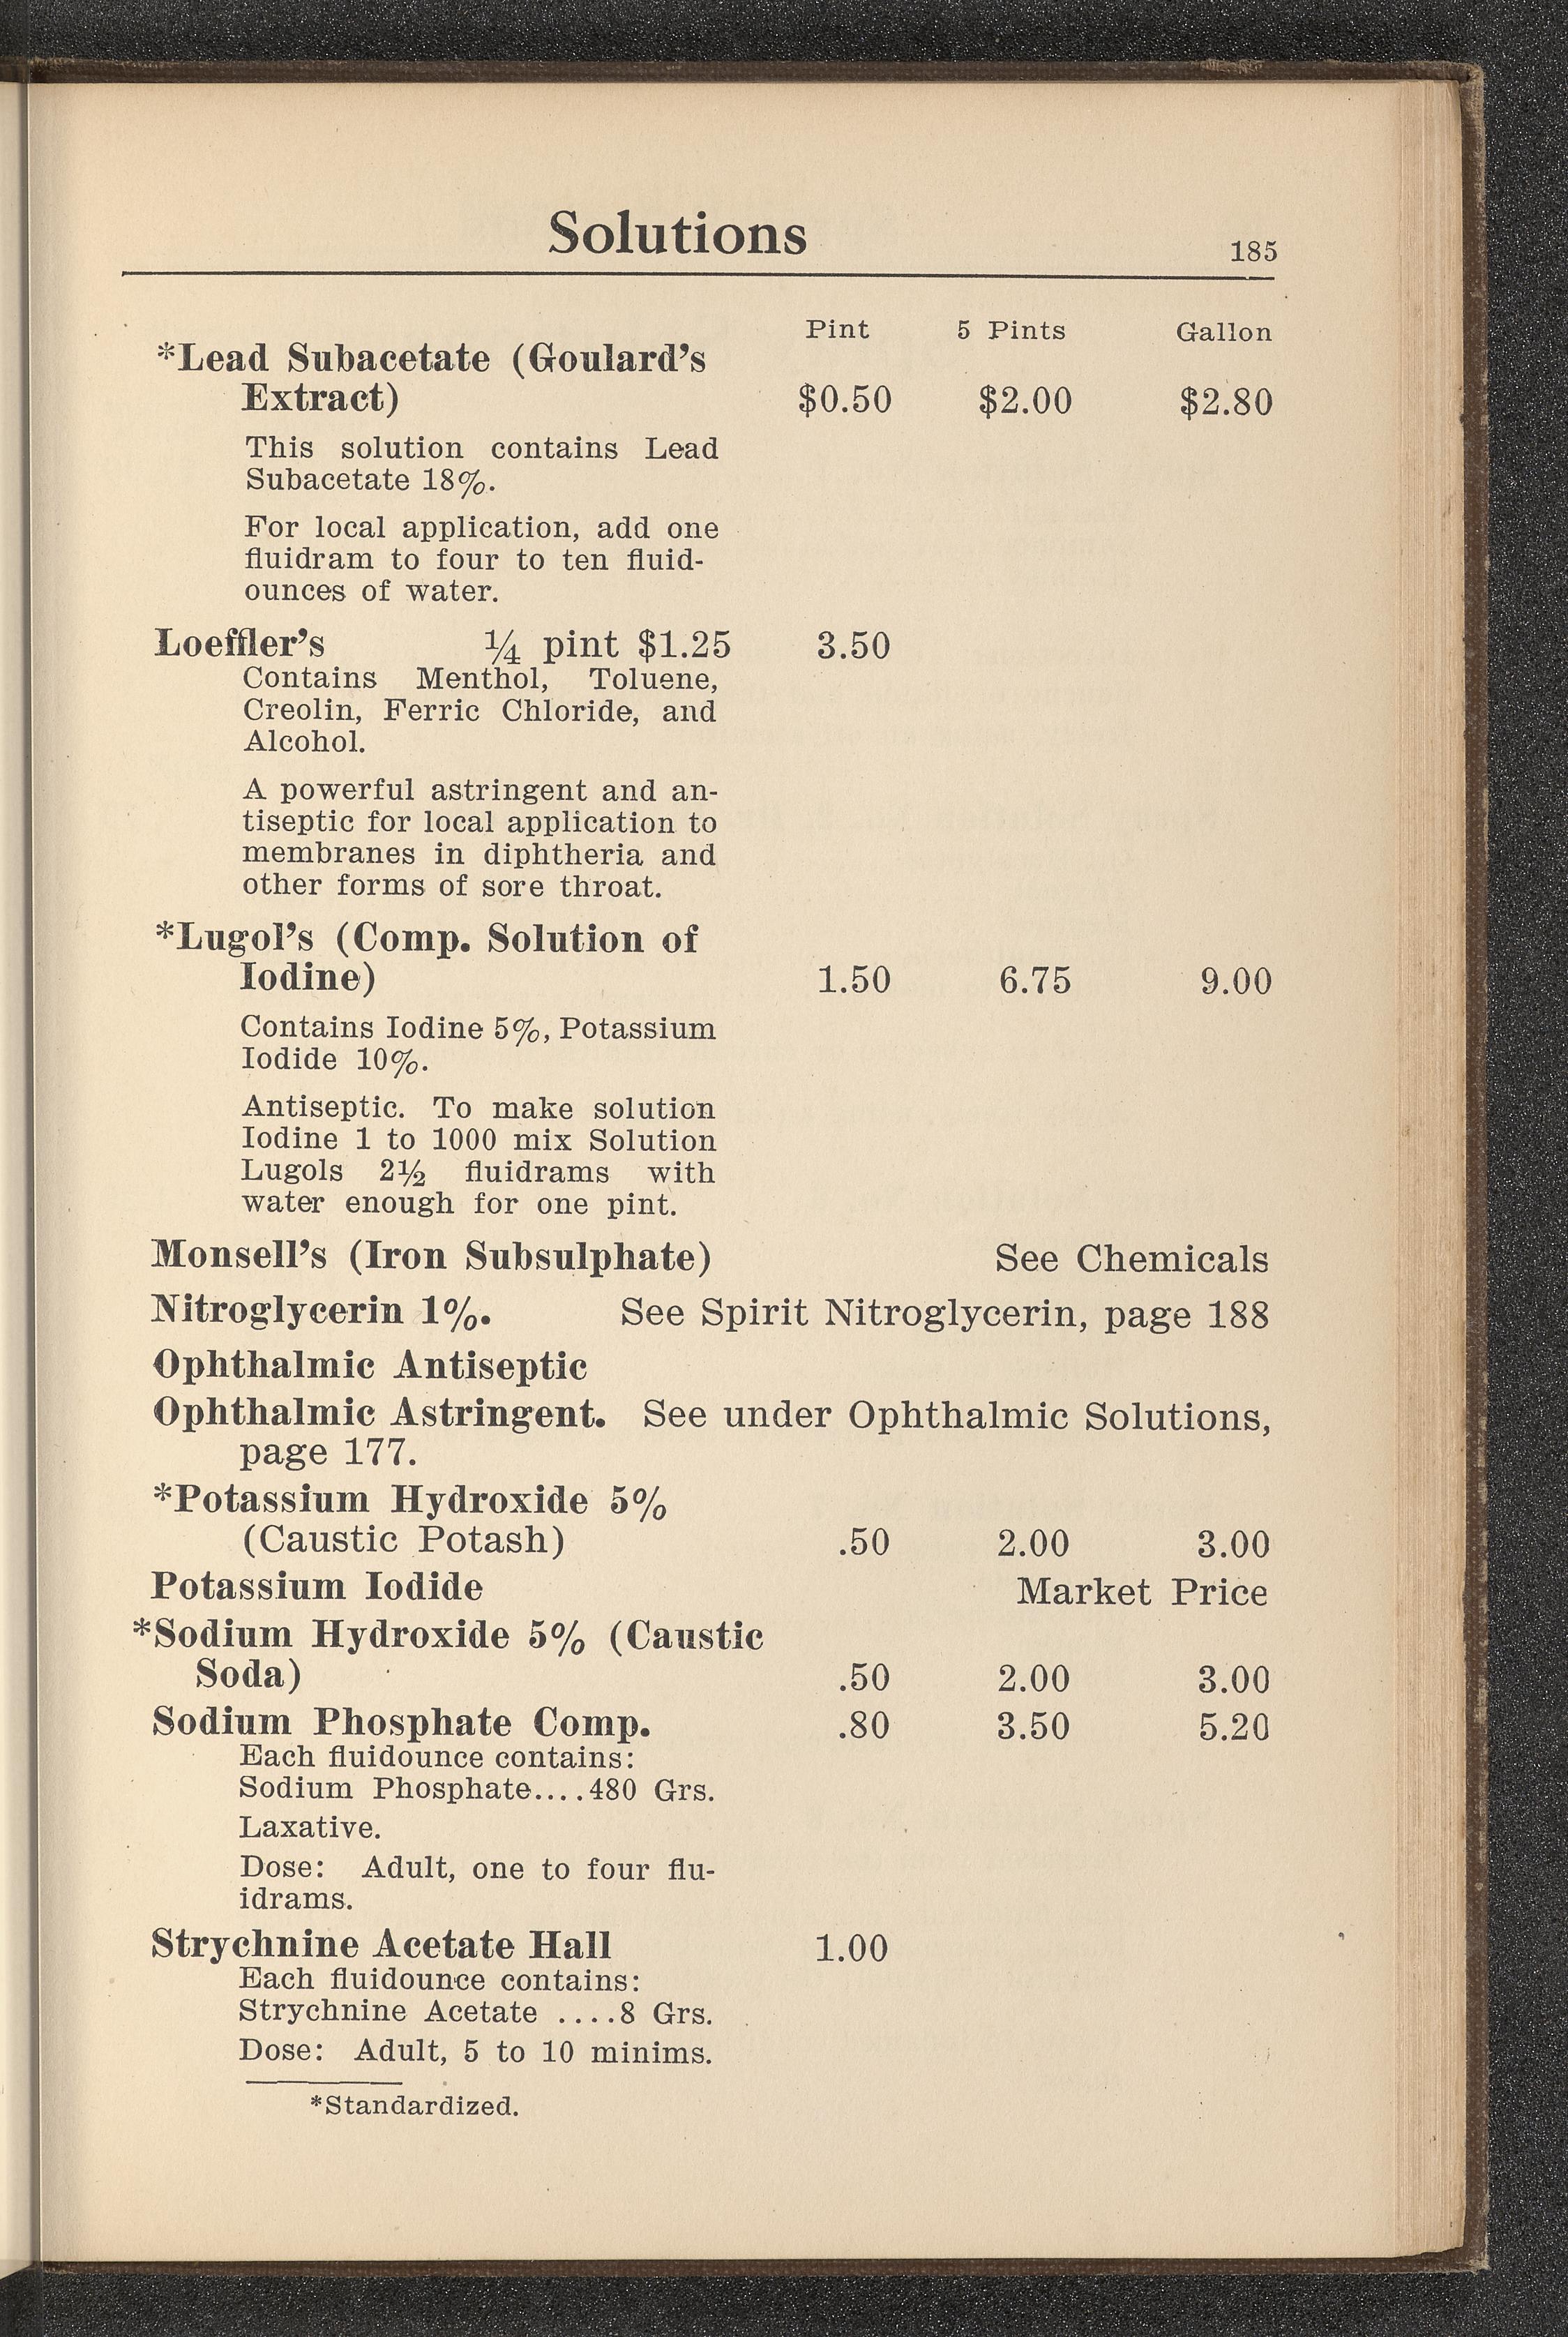 Solutions
185
Pint 5 Pints Gallon
*Lead Subacetate (Goulard's
Extract) $0.50 $2.00 $2.80
This solution contains Lead
Subacetate 18%.
For local application, add one
fluidram to four to ten fluid-
ounces of water.
Loeffler's ¼ pint $1.25 3.50
Contains Menthol, Toluene,
Creolin, Ferric Chloride, and
Alcohol.
A powerful astringent and an-
tiseptic for local application to
membranes in diphtheria and
other forms of sore throat.
*Lugol's (Comp. Solution of
Iodine) 1.50 6.75 9.00
Contains Iodine 5%, Potassium
Iodide 10%.
Antiseptic. To make solution
Iodine 1 to 1000 mix Solution
Lugols 2½ fluidrams with
water enough for one pint.
Monsell's (Iron Subsulphate) See Chemicals
Nitroglycerin 1%. See Spirit Nitroglycerin, page 188
Ophthalmic Antiseptic
Ophthalmic Astringent. See under Ophthalmic Solutions,
page 177.
*Potassium Hydroxide 5%
(Caustic Potash) .50 2.00 3.00
Potassium Iodide Market Price
*Sodium Hydroxide 5% (Caustic
Soda) .50 2.00 3.00
Sodium Phosphate Comp. .80 3.50 5.20
Each fluidounce contains:
Sodium Phosphate....480 Grs.
Laxative.
Dose: Adult, one to four flu-
idrams.
Strychnine Acetate Hall 1.00
Each fluidounce contains:
Strychnine Acetate ....8 Grs.
Dose: Adult, 5 to 10 minims.
*Standardized.